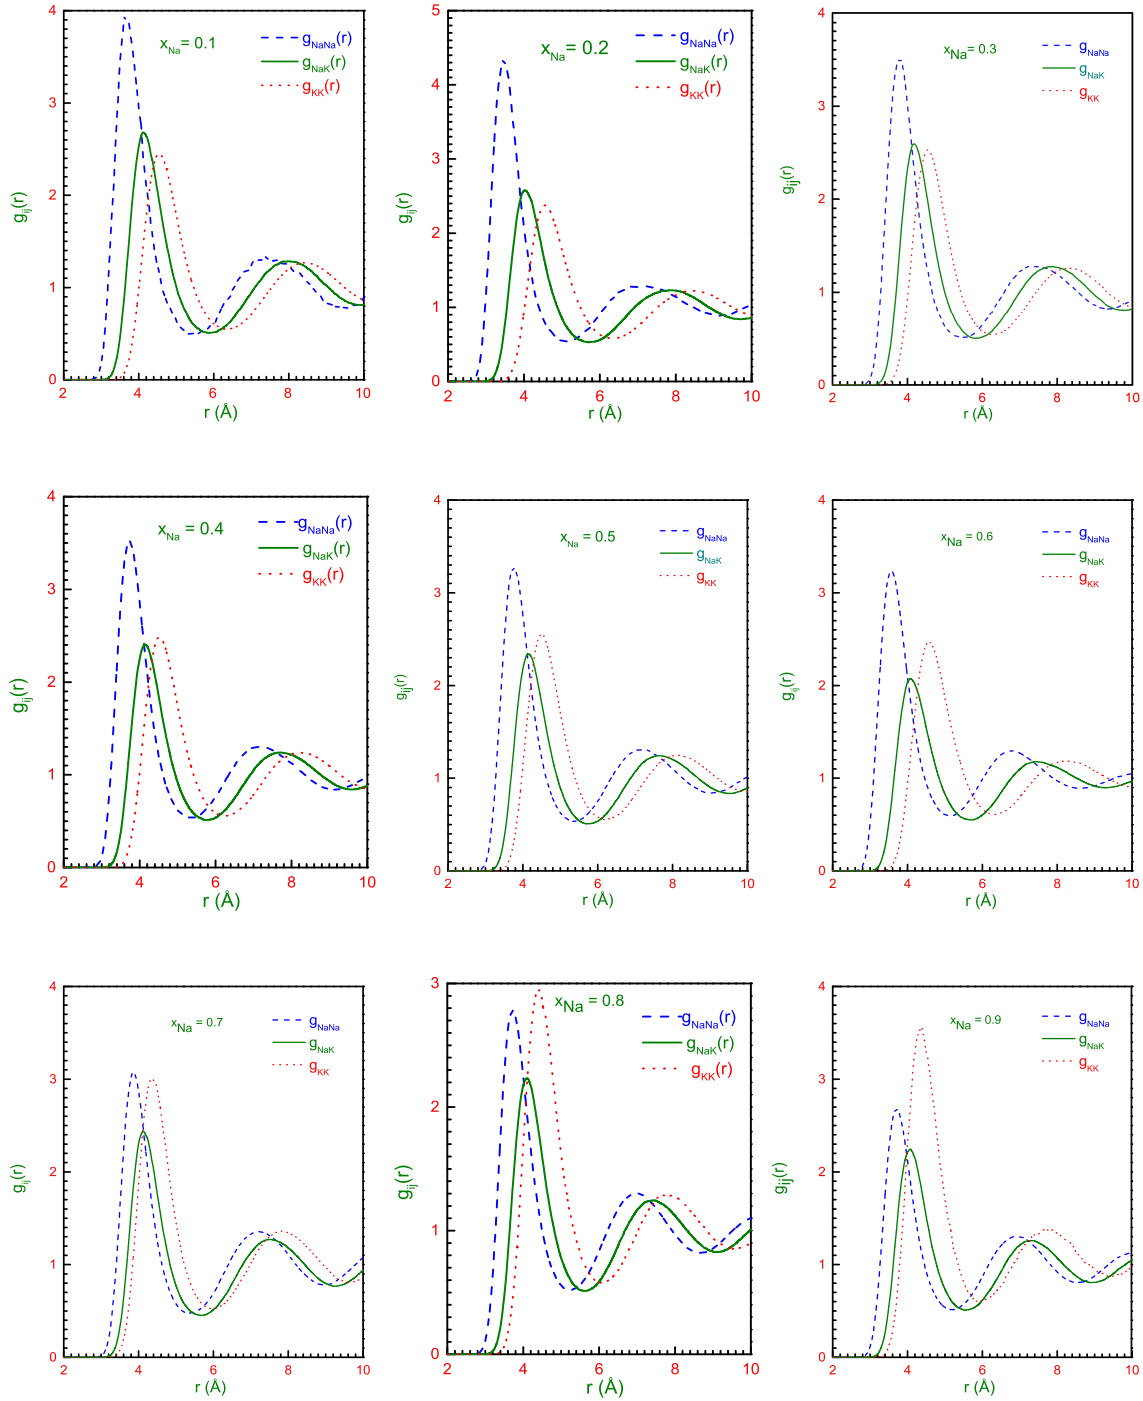 x_Na = 0.1
g_NaNa(r)
g_NaK(r)
g_KK(r)
g_ij(r)
4
3
2
1
0
2 4 6 8 10
r (Å)
x_Na = 0.2
g_NaNa(r)
g_NaK(r)
g_KK(r)
g_ij(r)
5
4
3
2
1
0
2 4 6 8 10
r (Å)
x_Na = 0.3
g_NaNa
g_NaK
g_KK
g_ij(r)
4
3
2
1
0
2 4 6 8 10
r (Å)
x_Na = 0.4
g_NaNa(r)
g_NaK(r)
g_KK(r)
g_ij(r)
4
3
2
1
0
2 4 6 8 10
r (Å)
x_Na = 0.5
g_NaNa
g_NaK
g_KK
g_ij(r)
4
3
2
1
0
2 4 6 8 10
r (Å)
x_Na = 0.6
g_NaNa
g_NaK
g_KK
g_ij(r)
4
3
2
1
0
2 4 6 8 10
r (Å)
x_Na = 0.7
g_NaNa
g_NaK
g_KK
g_ij(r)
4
3
2
1
0
2 4 6 8 10
r (Å)
x_Na = 0.8
g_NaNa(r)
g_NaK(r)
g_KK(r)
g_ij(r)
3
2
1
0
2 4 6 8 10
r (Å)
x_Na = 0.9
g_NaNa
g_NaK
g_KK
g_ij(r)
4
3
2
1
0
2 4 6 8 10
r (Å)